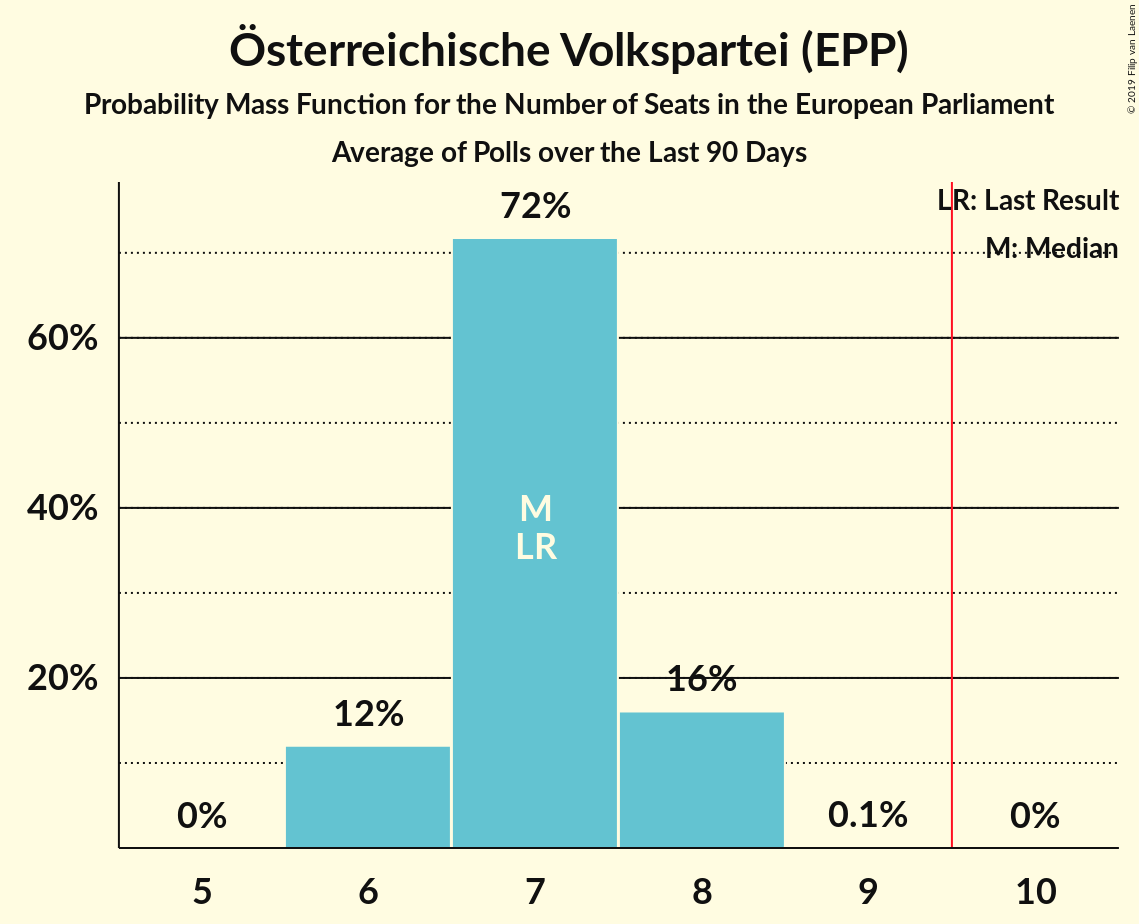 Österreichische Volkspartei (EPP)
Probability Mass Function for the Number of Seats in the European Parliament
Average of Polls over the Last 90 Days
© 2019 Filip van Laenen
LR: Last Result
M: Median
72%
60%
40%
20%
M
LR
16%
12%
0%
0.1%
0%
5 6 7 8 9 10